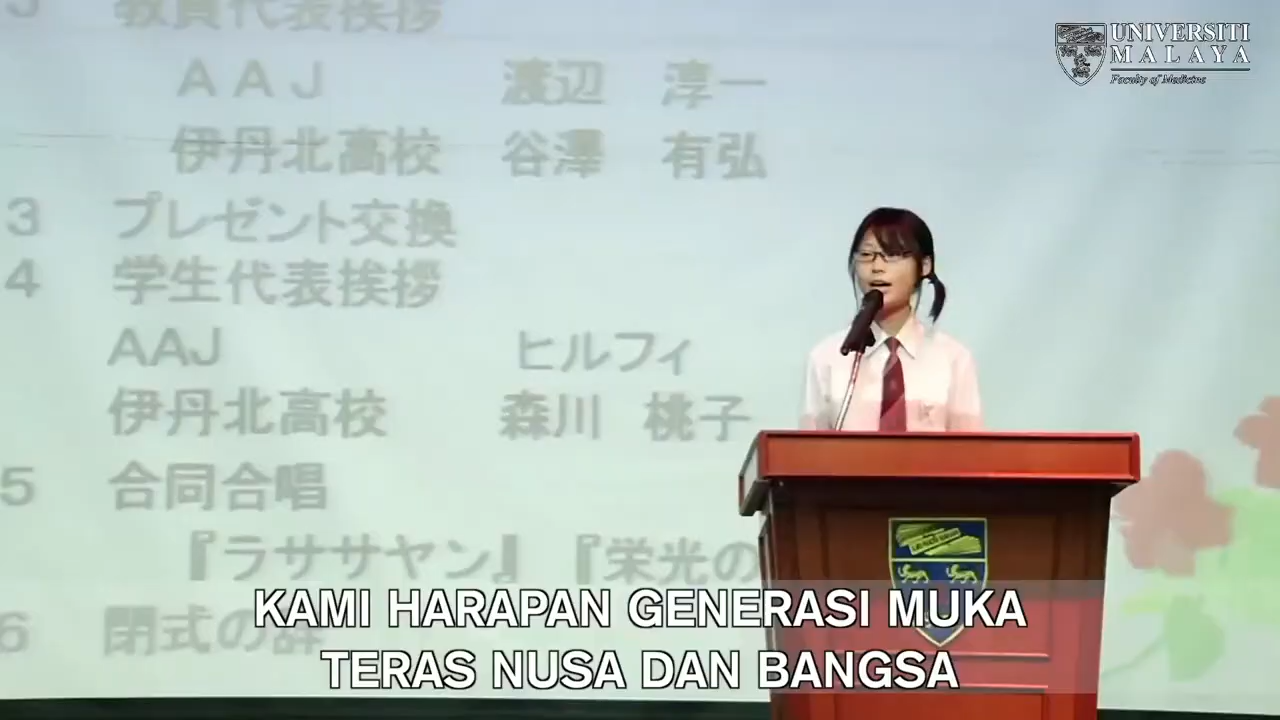 教員代表挨拶
AAJ 渡辺 淳一
伊丹北高校 谷澤 有弘
3 プレゼント交換
4 学生代表挨拶
AAJ ヒルフィ
伊丹北高校 森川 桃子
5 合同合唱
『ラササヤン』『栄光の
6 閉式の辞
UNIVERSITI
MALAYA
Faculty of Medicine
KAMI HARAPAN GENERASI MUKA
TERAS NUSA DAN BANGSA